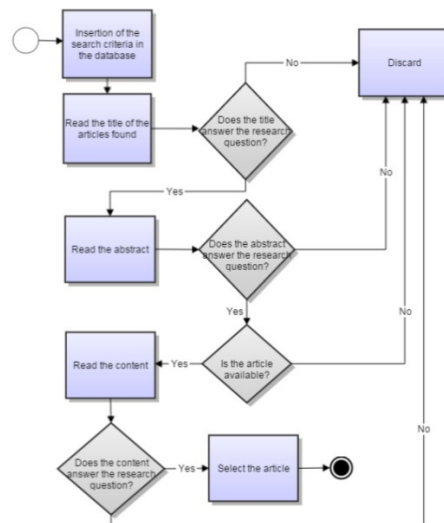 Insertion of the
search criteria in
the database
No
Discard
Read the title of the
articles found
Does the title
answer the research
question?
Yes
No
Read the abstract
Does the abstract
answer the research
question?
Yes
No
Read the content
Yes
Is the article
available?
No
Does the content
answer the research
question?
Yes
Select the article